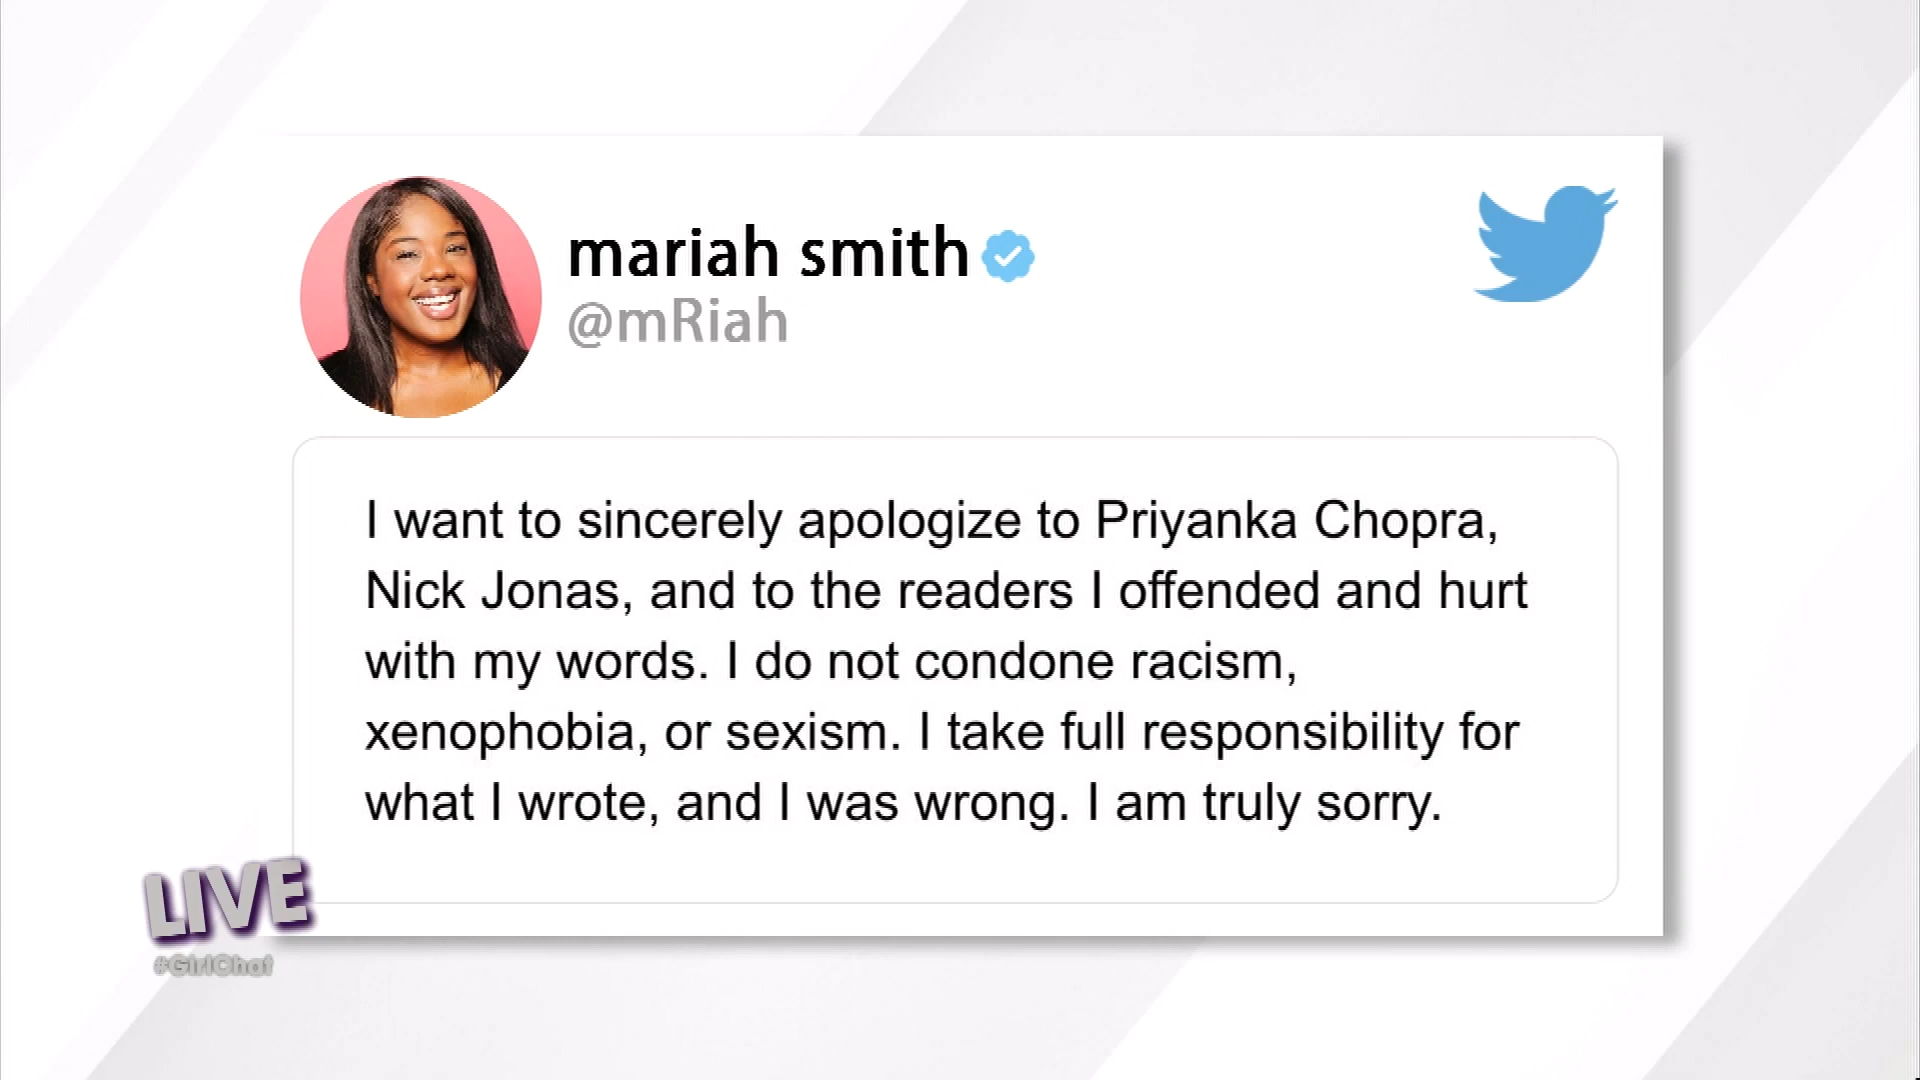 mariah smith
@mRiah
I want to sincerely apologize to Priyanka Chopra,
Nick Jonas, and to the readers I offended and hurt
with my words. I do not condone racism,
xenophobia, or sexism. I take full responsibility for
what I wrote, and I was wrong. I am truly sorry.
LIVE
#GirlChat